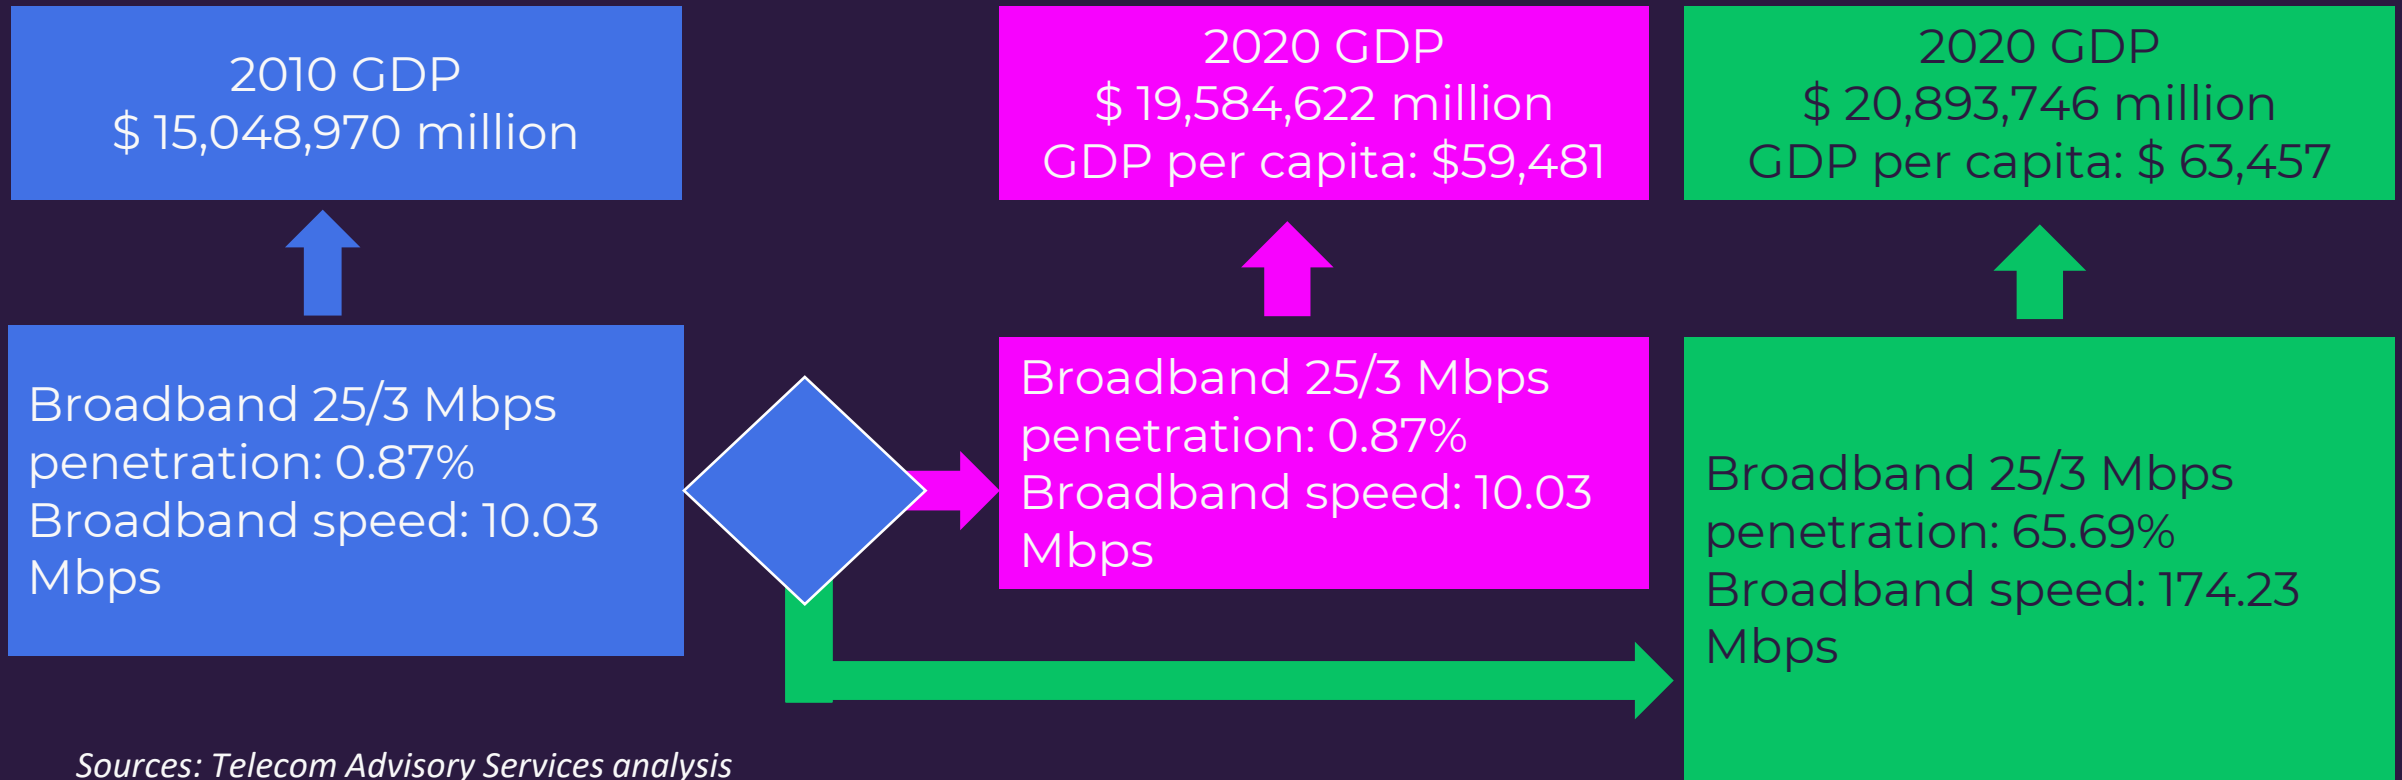 2010 GDP
$ 15,048,970 million
2020 GDP
$ 19,584,622 million
GDP per capita: $59,481
2020 GDP
$ 20,893,746 million
GDP per capita: $ 63,457
Broadband 25/3 Mbps
penetration: 0.87%
Broadband speed: 10.03
Mbps
Broadband 25/3 Mbps
penetration: 0.87%
Broadband speed: 10.03
Mbps
Broadband 25/3 Mbps
penetration: 65.69%
Broadband speed: 174.23
Mbps
Sources: Telecom Advisory Services analysis